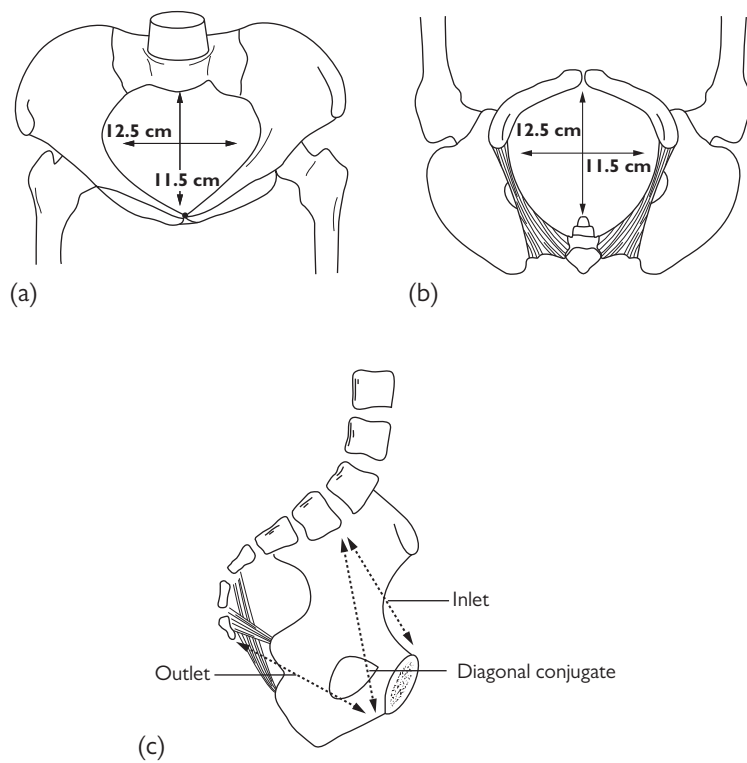 12.5 cm
11.5 cm
(a)
12.5 cm
11.5 cm
(b)
Inlet
Outlet
Diagonal conjugate
(c)